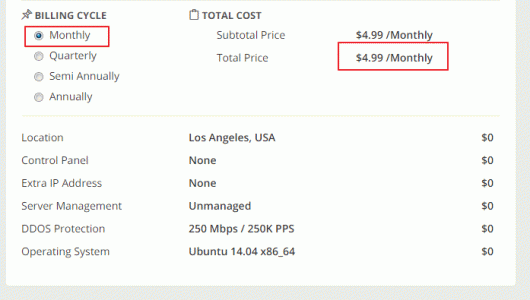 BILLING CYCLE TOTAL COST
Monthly Subtotal Price $4.99 /Monthly
Quarterly Total Price $4.99 /Monthly
Semi Annually
Annually
Location Los Angeles, USA $0
Control Panel None $0
Extra IP Address None $0
Server Management Unmanaged $0
DDOS Protection 250 Mbps / 250K PPS $0
Operating System Ubuntu 14.04 x86_64 $0